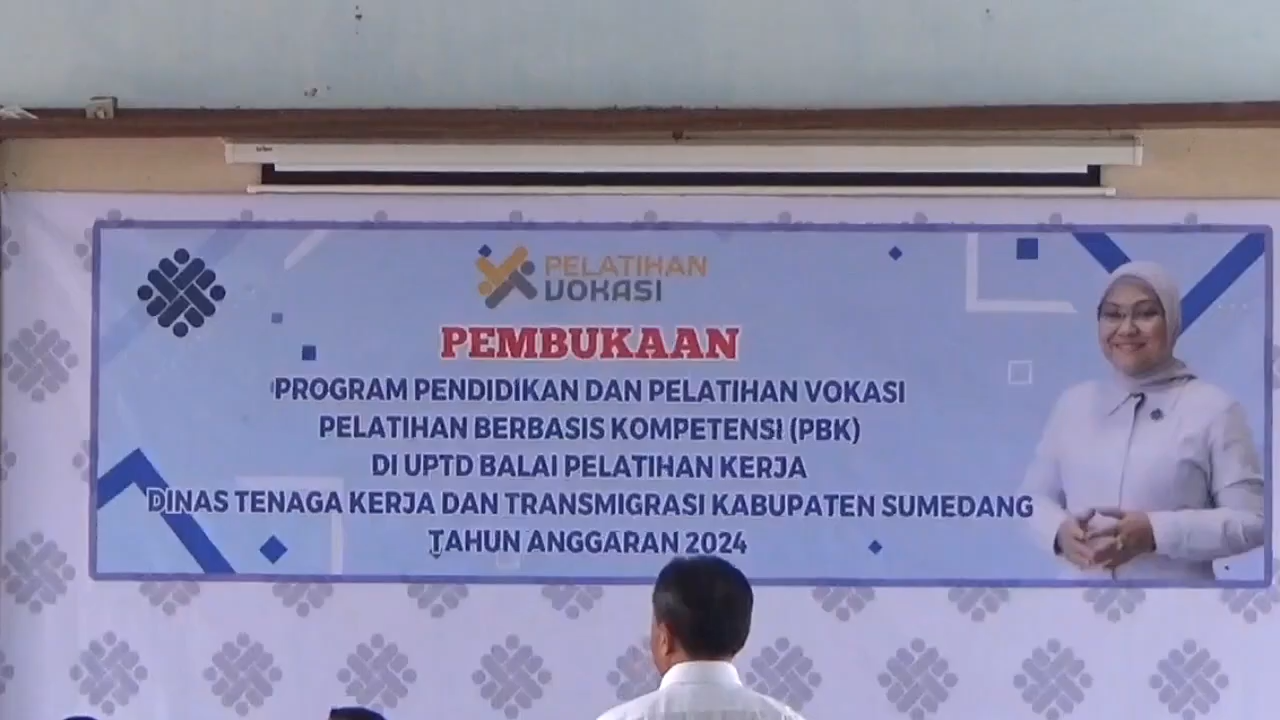 PELATIHAN
VOKASI
PEMBUKAAN
PROGRAM PENDIDIKAN DAN PELATIHAN VOKASI
PELATIHAN BERBASIS KOMPETENSI (PBK)
DI UPTD BALAI PELATIHAN KERJA
DINAS TENAGA KERJA DAN TRANSMIGRASI KABUPATEN SUMEDANG
TAHUN ANGGARAN 2024